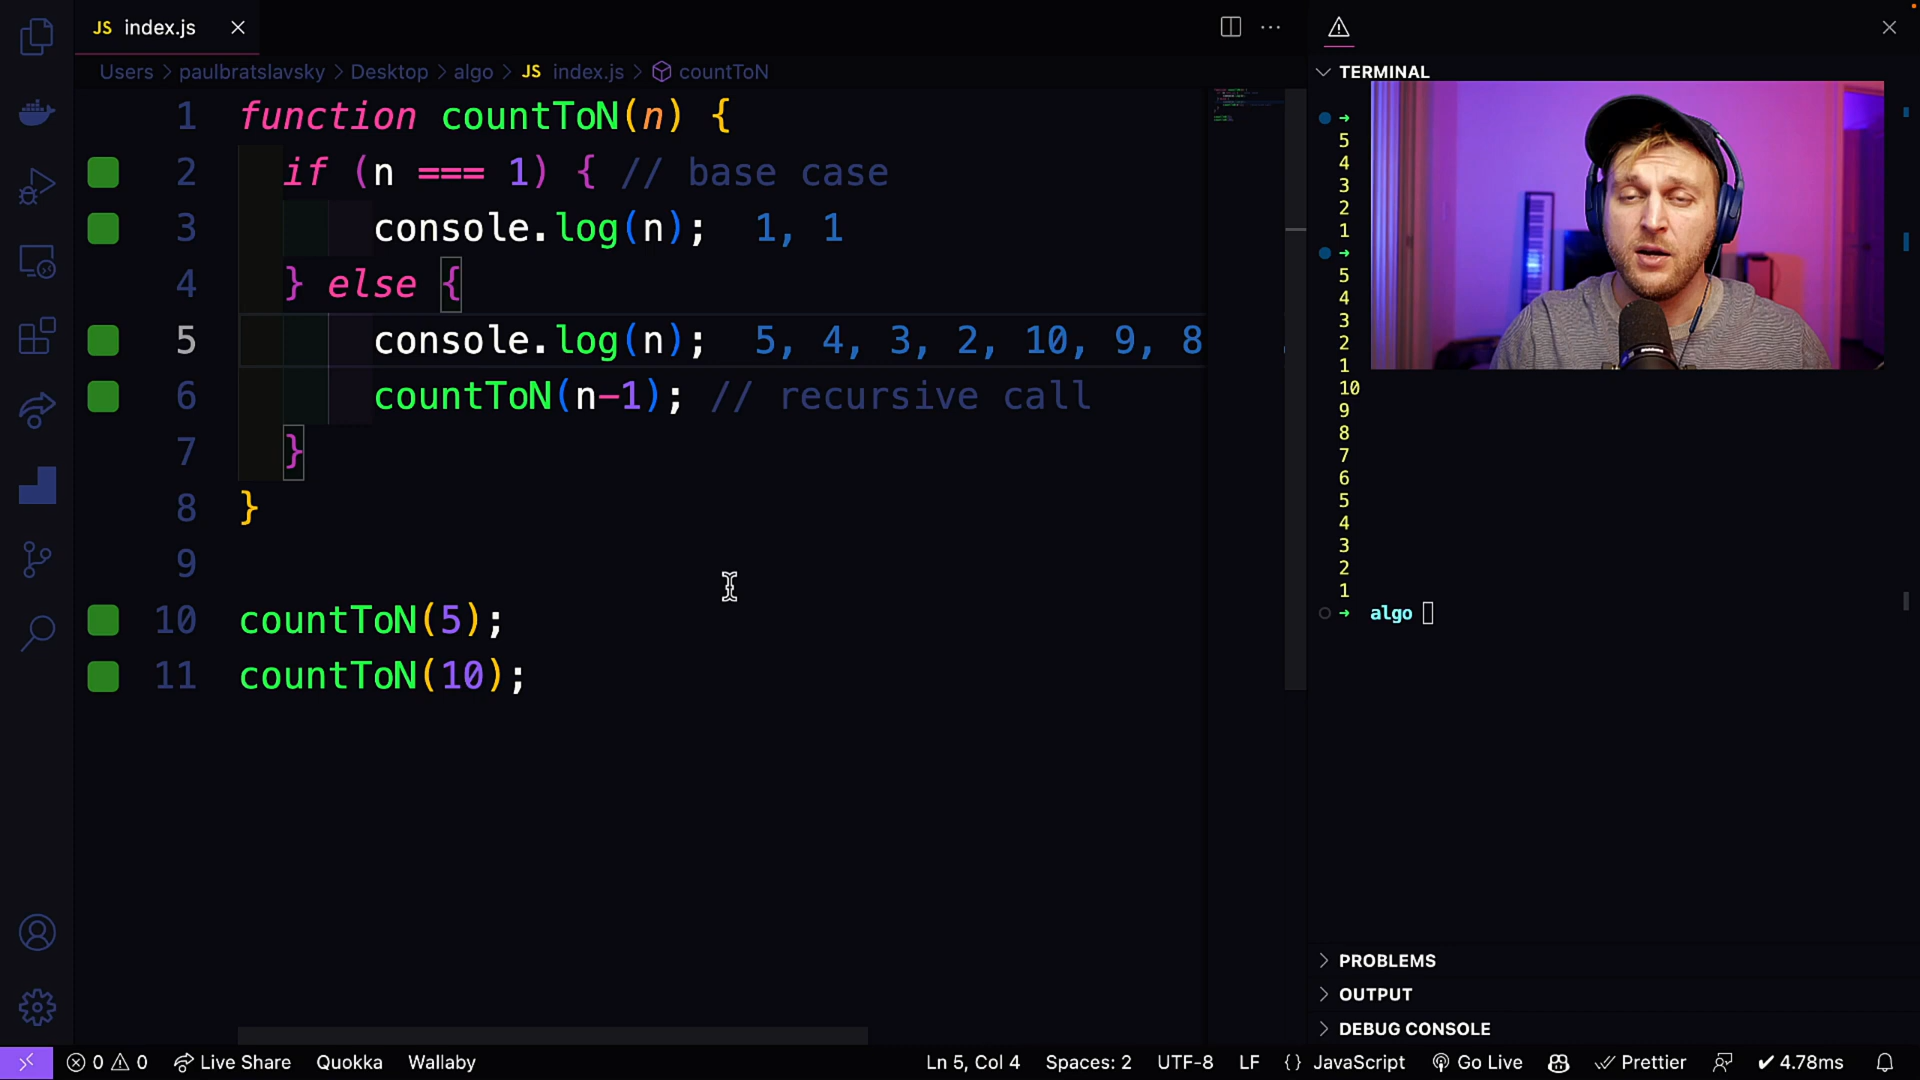 JS index.js
Users > paulbratslavsky > Desktop > algo > JS index.js > countToN
1 function countToN(n) {
2 if (n === 1) { // base case
3 console.log(n); 1, 1
4 } else {
5 console.log(n); 5, 4, 3, 2, 10, 9, 8
6 countToN(n-1); // recursive call
7 }
8 }
9
10 countToN(5);
11 countToN(10);
TERMINAL
5
4
3
2
1
5
4
3
2
1
10
9
8
7
6
5
4
3
2
1
algo
PROBLEMS
OUTPUT
DEBUG CONSOLE
0 0 Live Share Quokka Wallaby Ln 5, Col 4 Spaces: 2 UTF-8 LF {} JavaScript Go Live Prettier 4.78ms